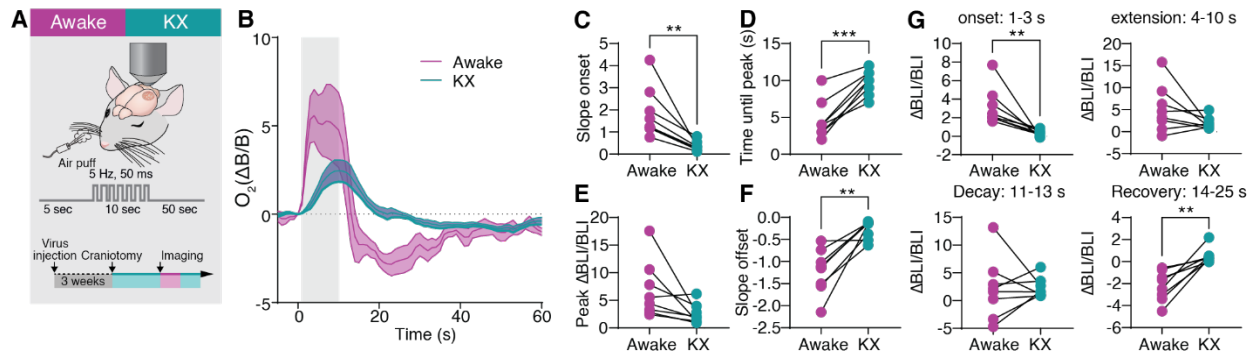 A
Awake KX
Air puff
5 Hz, 50 ms
5 sec 10 sec 50 sec
Virus
injection Craniotomy Imaging
3 weeks
B
10
5
0
-5
O2(ΔB/B)
Awake
KX
0 20 40 60
Time (s)
C
**
5
4
3
2
1
0
Slope onset
Awake KX
D
***
15
10
5
0
Time until peak (s)
Awake KX
E
20
15
10
5
0
Peak ΔBLI/BLI
Awake KX
F
**
0.0
-0.5
-1.0
-1.5
-2.0
-2.5
Slope offset
Awake KX
G
onset: 1-3 s
**
10
8
6
4
2
0
-2
ΔBLI/BLI
Awake KX
extension: 4-10 s
20
15
10
5
0
-5
ΔBLI/BLI
Awake KX
Decay: 11-13 s
15
10
5
0
-5
ΔBLI/BLI
Awake KX
Recovery: 14-25 s
**
4
2
0
-2
-4
-6
ΔBLI/BLI
Awake KX